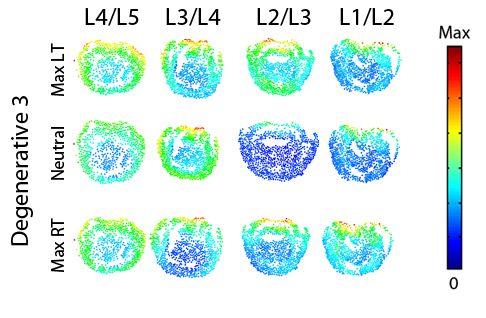 L4/L5 L3/L4 L2/L3 L1/L2
Max
Degenerative 3
Max LT
Neutral
Max RT
0